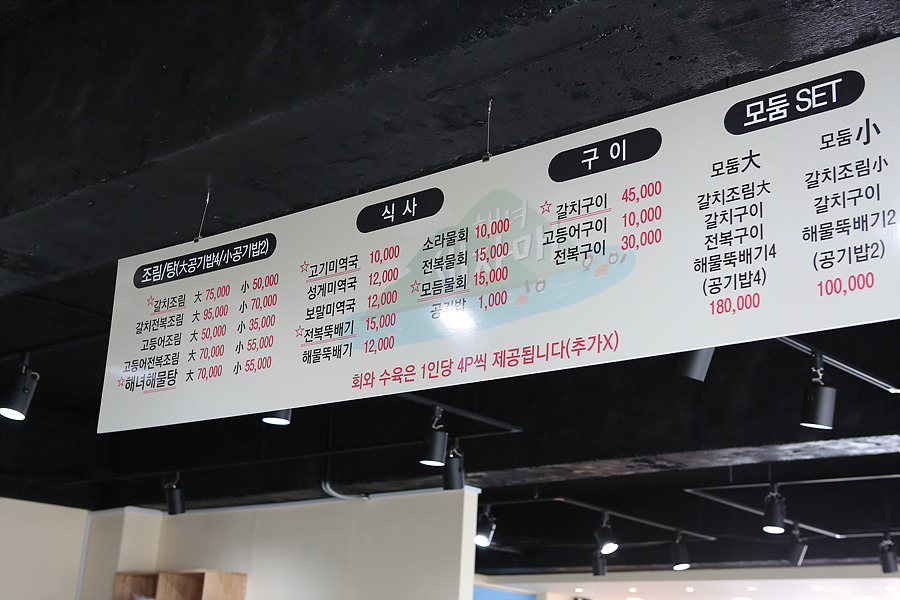 조림/탕(大공기밥4/小공기밥2)
☆갈치조림 大 75,000 小 50,000
갈치전복조림 大 95,000 小 70,000
고등어조림 大 50,000 小 35,000
고등어전복조림 大 70,000 小 55,000
☆해녀해물탕 大 70,000 小 55,000
식 사
☆고기미역국 10,000
성게미역국 12,000
보말미역국 12,000
☆전복뚝배기 15,000
해물뚝배기 12,000
소라물회 10,000
전복물회 15,000
☆모듬물회 15,000
공기밥 1,000
구 이
☆갈치구이 45,000
고등어구이 10,000
전복구이 30,000
회와 수육은 1인당 4P씩 제공됩니다(추가X)
모둠 SET
모둠大
갈치조림大
갈치구이
전복구이
해물뚝배기4
(공기밥4)
180,000
모둠小
갈치조림小
갈치구이
해물뚝배기2
(공기밥2)
100,000